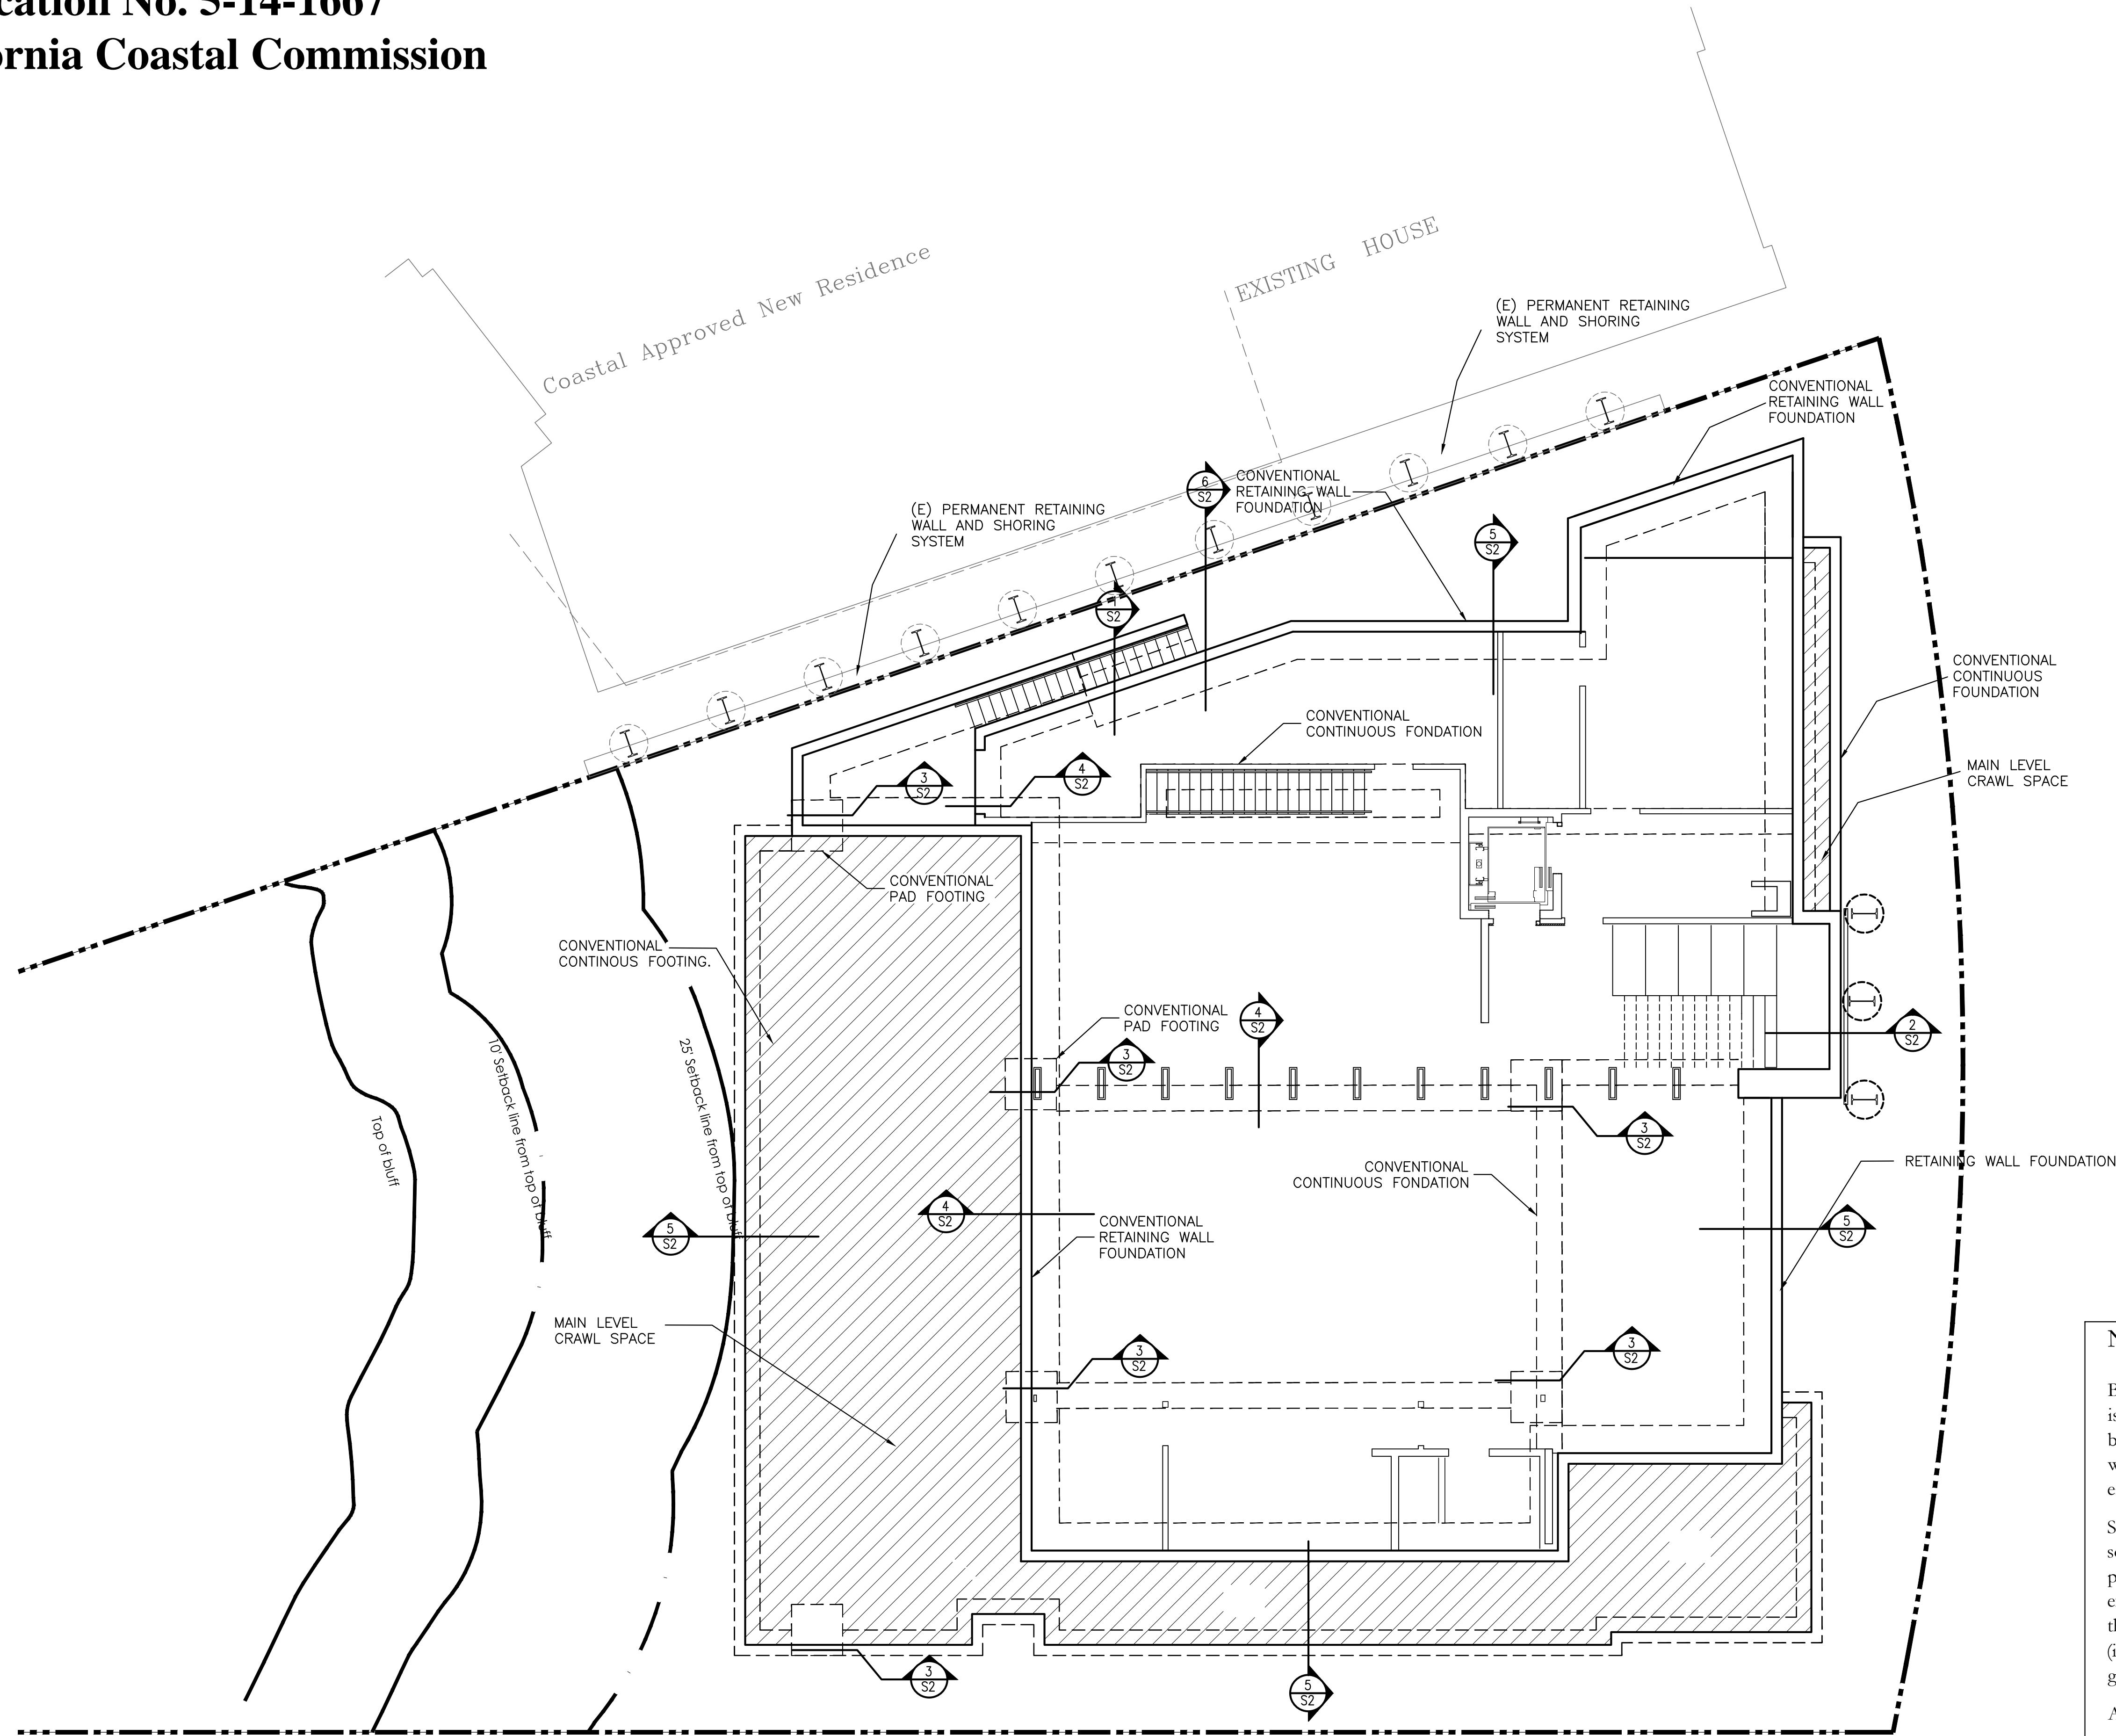 cation No. 5-14-1667
ornia Coastal Commission
Coastal Approved New Residence
EXISTING HOUSE
(E) PERMANENT RETAINING
WALL AND SHORING
SYSTEM
CONVENTIONAL
RETAINING WALL
FOUNDATION
6
S2
CONVENTIONAL
RETAINING WALL
FOUNDATION
(E) PERMANENT RETAINING
WALL AND SHORING
SYSTEM
5
S2
1
S2
CONVENTIONAL
CONTINUOUS
FOUNDATION
CONVENTIONAL
CONTINUOUS FONDATION
MAIN LEVEL
CRAWL SPACE
3
S2
4
S2
CONVENTIONAL
PAD FOOTING
CONVENTIONAL
CONTINOUS FOOTING.
CONVENTIONAL
PAD FOOTING
4
S2
2
S2
3
S2
10' Setback line from top of bluff
25' Setback line from top of bluff
Top of bluff
3
S2
CONVENTIONAL
CONTINUOUS FONDATION
RETAINING WALL FOUNDATION
4
S2
5
S2
CONVENTIONAL
RETAINING WALL
FOUNDATION
5
S2
MAIN LEVEL
CRAWL SPACE
3
S2
3
S2
3
S2
5
S2
N
B
is
b
w
e
S
so
p
e
th
(i
g
A